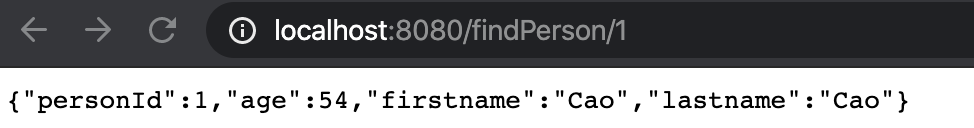 localhost:8080/findPerson/1
{"personId":1,"age":54,"firstname":"Cao","lastname":"Cao"}